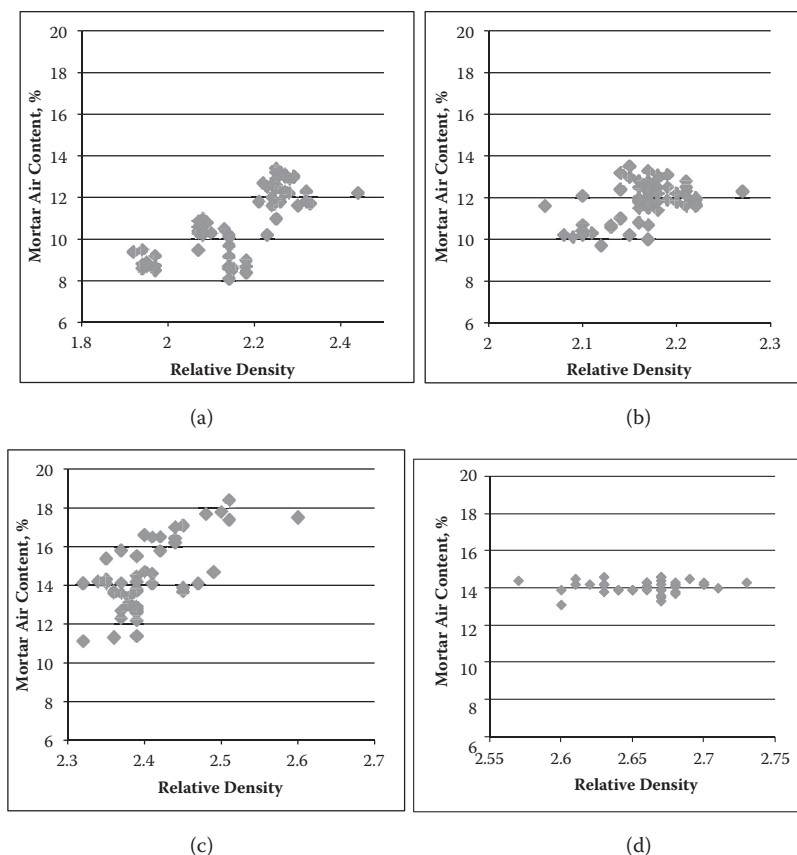 20
18
16
14
12
10
8
6
Mortar Air Content, %
1.8 2 2.2 2.4
Relative Density
(a)
20
18
16
14
12
10
8
6
Mortar Air Content, %
2 2.1 2.2 2.3
Relative Density
(b)
20
18
16
14
12
10
8
6
Mortar Air Content, %
2.3 2.4 2.5 2.6 2.7
Relative Density
(c)
20
18
16
14
12
10
8
6
Mortar Air Content, %
2.55 2.6 2.65 2.7 2.75
Relative Density
(d)